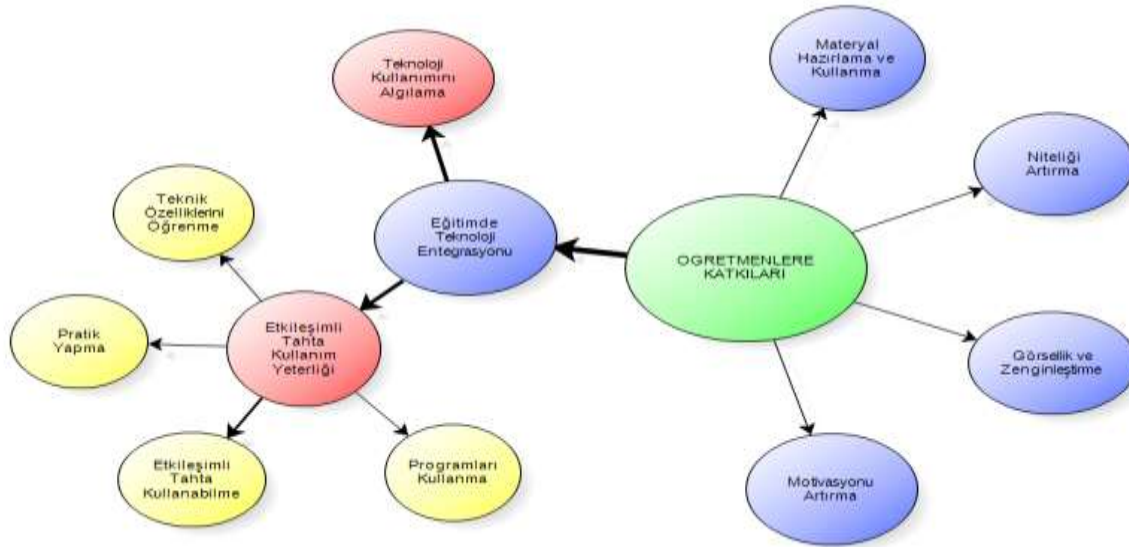 Materyal
Hazırlama ve
Kullanma
Teknoloji
Kullanımını
Algılama
Niteliği
Artırma
Teknik
Özelliklerini
Öğrenme
Eğitimde
Teknoloji
Entegrasyonu
OGRETMENLERE
KATKILARI
Pratik
Yapma
Etkileşimli
Tahta
Kullanım
Yeterliği
Görsellik ve
Zenginleştirme
Etkileşimli
Tahta
Kullanabilme
Programları
Kullanma
Motivasyonu
Artırma